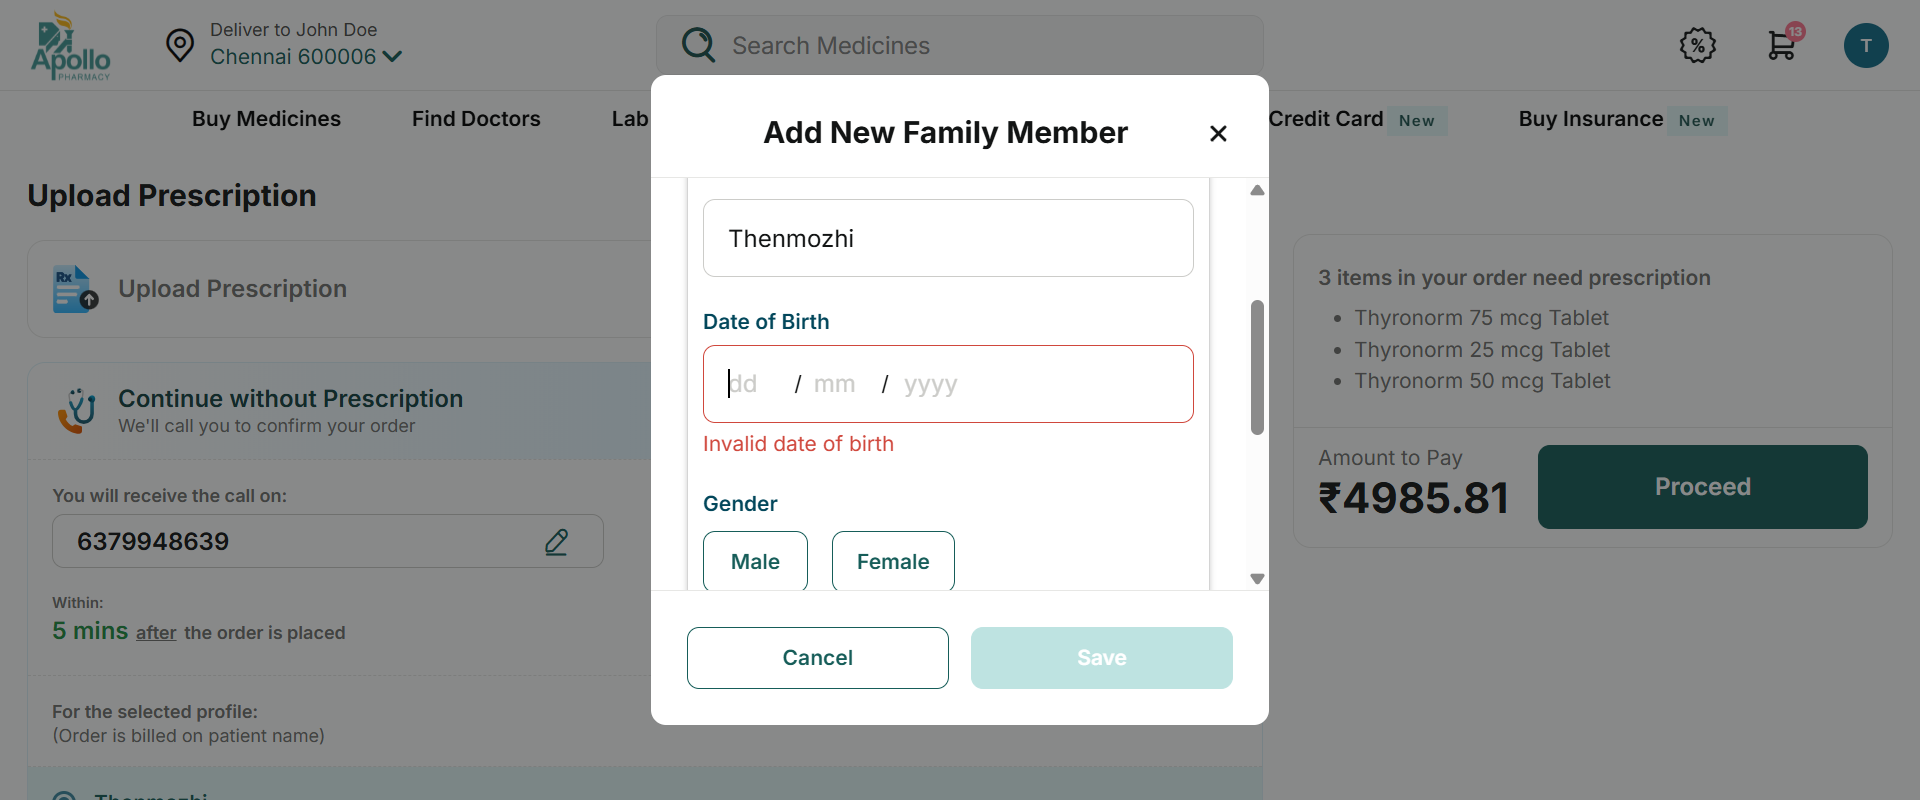 Apollo
PHARMACY
Deliver to John Doe
Chennai 600006
Search Medicines
%
13
T
Buy Medicines
Find Doctors
Lab
Credit Card New
Buy Insurance New
Upload Prescription
Rx
Upload Prescription
Continue without Prescription
We'll call you to confirm your order
You will receive the call on:
6379948639
Within:
5 mins after the order is placed
For the selected profile:
(Order is billed on patient name)
Thenmozhi
Add New Family Member
Thenmozhi
Date of Birth
dd / mm / yyyy
Invalid date of birth
Gender
Male
Female
Cancel
Save
3 items in your order need prescription
• Thyronorm 75 mcg Tablet
• Thyronorm 25 mcg Tablet
• Thyronorm 50 mcg Tablet
Amount to Pay
₹4985.81
Proceed